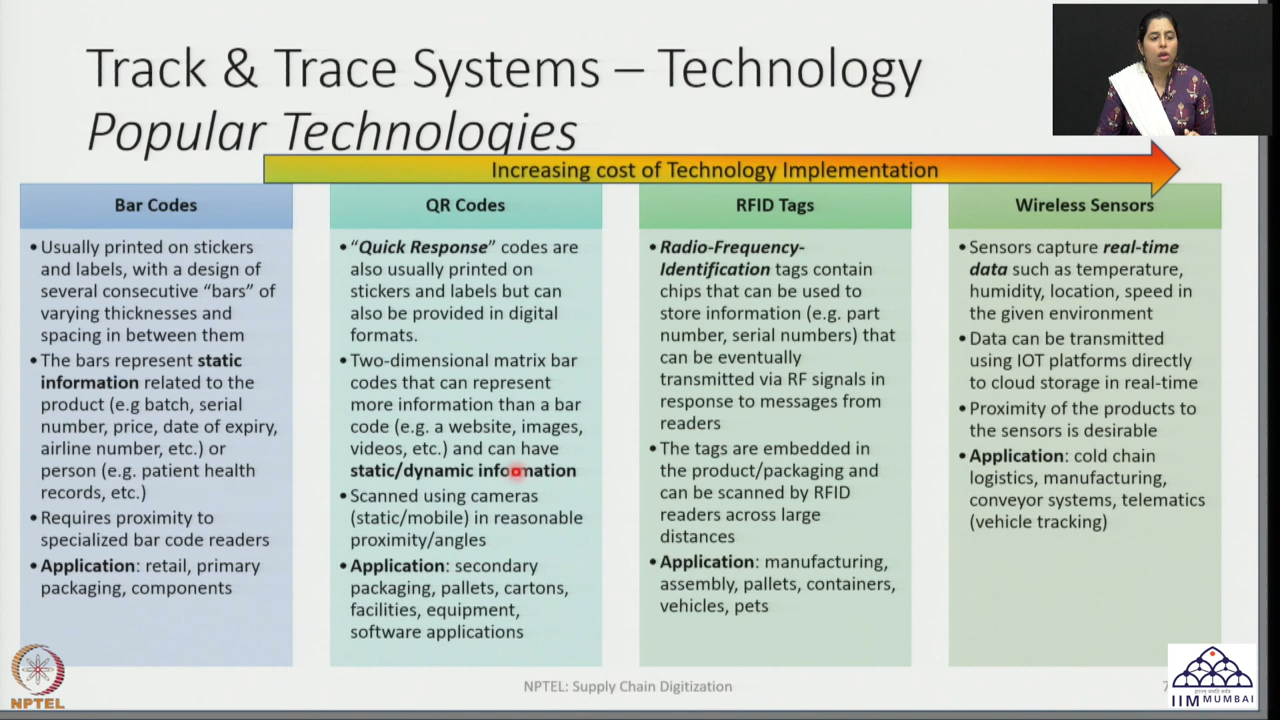 Track & Trace Systems – Technology
Popular Technologies
Increasing cost of Technology Implementation
Bar Codes
• Usually printed on stickers
and labels, with a design of
several consecutive “bars” of
varying thicknesses and
spacing in between them
• The bars represent static
information related to the
product (e.g batch, serial
number, price, date of expiry,
airline number, etc.) or
person (e.g. patient health
records, etc.)
• Requires proximity to
specialized bar code readers
• Application: retail, primary
packaging, components
QR Codes
• “Quick Response” codes are
also usually printed on
stickers and labels but can
also be provided in digital
formats.
• Two-dimensional matrix bar
codes that can represent
more information than a bar
code (e.g. a website, images,
videos, etc.) and can have
static/dynamic information
• Scanned using cameras
(static/mobile) in reasonable
proximity/angles
• Application: secondary
packaging, pallets, cartons,
facilities, equipment,
software applications
RFID Tags
• Radio-Frequency-
Identification tags contain
chips that can be used to
store information (e.g. part
number, serial numbers) that
can be eventually
transmitted via RF signals in
response to messages from
readers
• The tags are embedded in
the product/packaging and
can be scanned by RFID
readers across large
distances
• Application: manufacturing,
assembly, pallets, containers,
vehicles, pets
Wireless Sensors
• Sensors capture real-time
data such as temperature,
humidity, location, speed in
the given environment
• Data can be transmitted
using IOT platforms directly
to cloud storage in real-time
• Proximity of the products to
the sensors is desirable
• Application: cold chain
logistics, manufacturing,
conveyor systems, telematics
(vehicle tracking)
NPTEL
NPTEL: Supply Chain Digitization
IIM MUMBAI